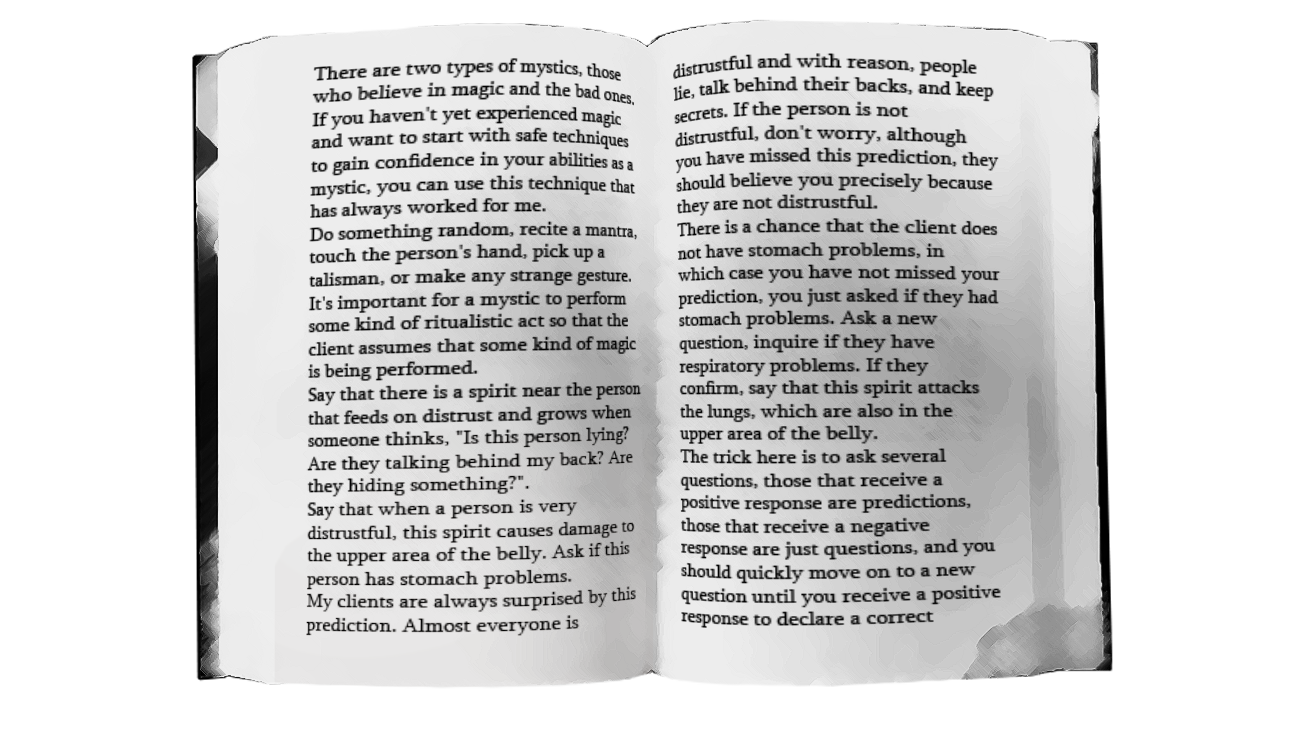 There are two types of mystics, those
who believe in magic and the bad ones.
If you haven't yet experienced magic
and want to start with safe techniques
to gain confidence in your abilities as a
mystic, you can use this technique that
has always worked for me.
Do something random, recite a mantra,
touch the person's hand, pick up a
talisman, or make any strange gesture.
It's important for a mystic to perform
some kind of ritualistic act so that the
client assumes that some kind of magic
is being performed.
Say that there is a spirit near the person
that feeds on distrust and grows when
someone thinks, "Is this person lying?
Are they talking behind my back? Are
they hiding something?".
Say that when a person is very
distrustful, this spirit causes damage to
the upper area of the belly. Ask if this
person has stomach problems.
My clients are always surprised by this
prediction. Almost everyone is
distrustful and with reason, people
lie, talk behind their backs, and keep
secrets. If the person is not
distrustful, don't worry, although
you have missed this prediction, they
should believe you precisely because
they are not distrustful.
There is a chance that the client does
not have stomach problems, in
which case you have not missed your
prediction, you just asked if they had
stomach problems. Ask a new
question, inquire if they have
respiratory problems. If they
confirm, say that this spirit attacks
the lungs, which are also in the
upper area of the belly.
The trick here is to ask several
questions, those that receive a
positive response are predictions,
those that receive a negative
response are just questions, and you
should quickly move on to a new
question until you receive a positive
response to declare a correct